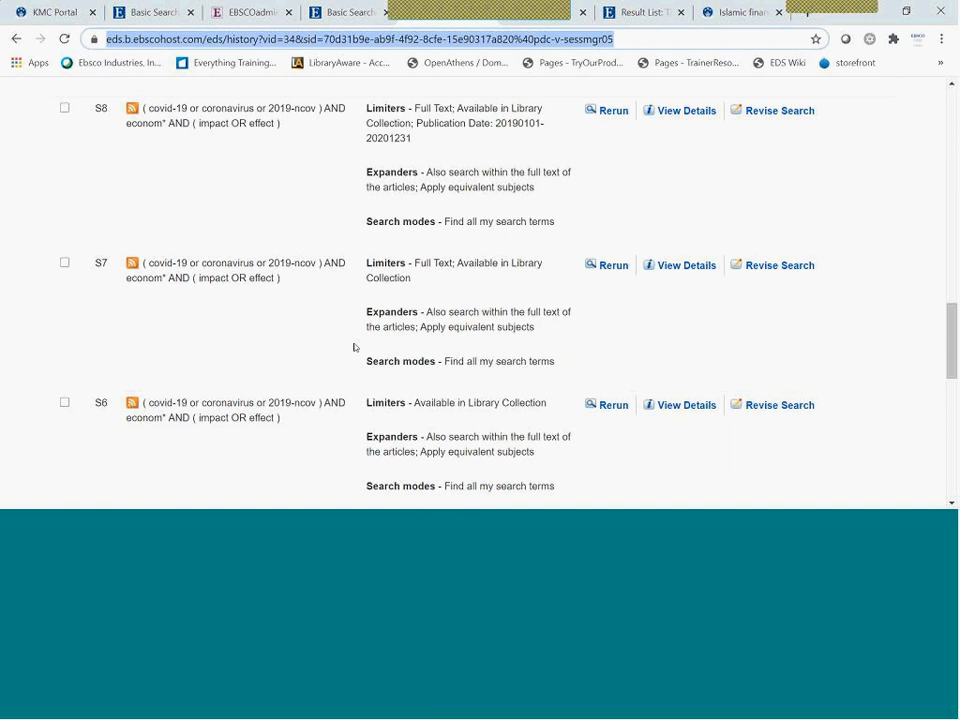 KMC Portal
Basic Search
EBSCOadmi
Basic Search
Result List: T
Islamic finan
eds.b.ebscohost.com/eds/history?vid=34&sid=70d31b9e-ab9f-4f92-8cfe-15e90317a820%40pdc-v-sessmgr05
Apps
Ebsco Industries, In...
Everything Training...
LibraryAware - Acc...
OpenAthens / Dom...
Pages - TryOurProd...
Pages - TrainerReso...
EDS Wiki
storefront
»
S8
( covid-19 or coronavirus or 2019-ncov ) AND
econom* AND ( impact OR effect )
Limiters - Full Text; Available in Library
Collection; Publication Date: 20190101-
20201231
Expanders - Also search within the full text of
the articles; Apply equivalent subjects
Search modes - Find all my search terms
Rerun
View Details
Revise Search
S7
( covid-19 or coronavirus or 2019-ncov ) AND
econom* AND ( impact OR effect )
Limiters - Full Text; Available in Library
Collection
Expanders - Also search within the full text of
the articles; Apply equivalent subjects
Search modes - Find all my search terms
Rerun
View Details
Revise Search
S6
( covid-19 or coronavirus or 2019-ncov ) AND
econom* AND ( impact OR effect )
Limiters - Available in Library Collection
Expanders - Also search within the full text of
the articles; Apply equivalent subjects
Search modes - Find all my search terms
Rerun
View Details
Revise Search